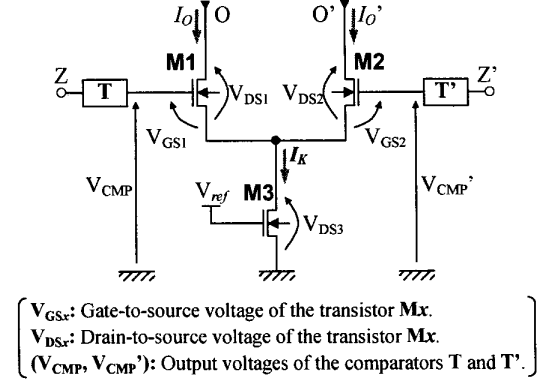 I_O O O' I_O'
M1 M2
Z T V_DS1 V_DS2 T' Z'
V_GS1 V_GS2
I_K
V_CMP V_ref M3 V_CMP'
V_DS3
V_GSx: Gate-to-source voltage of the transistor Mx.
V_DSx: Drain-to-source voltage of the transistor Mx.
(V_CMP, V_CMP'): Output voltages of the comparators T and T'.